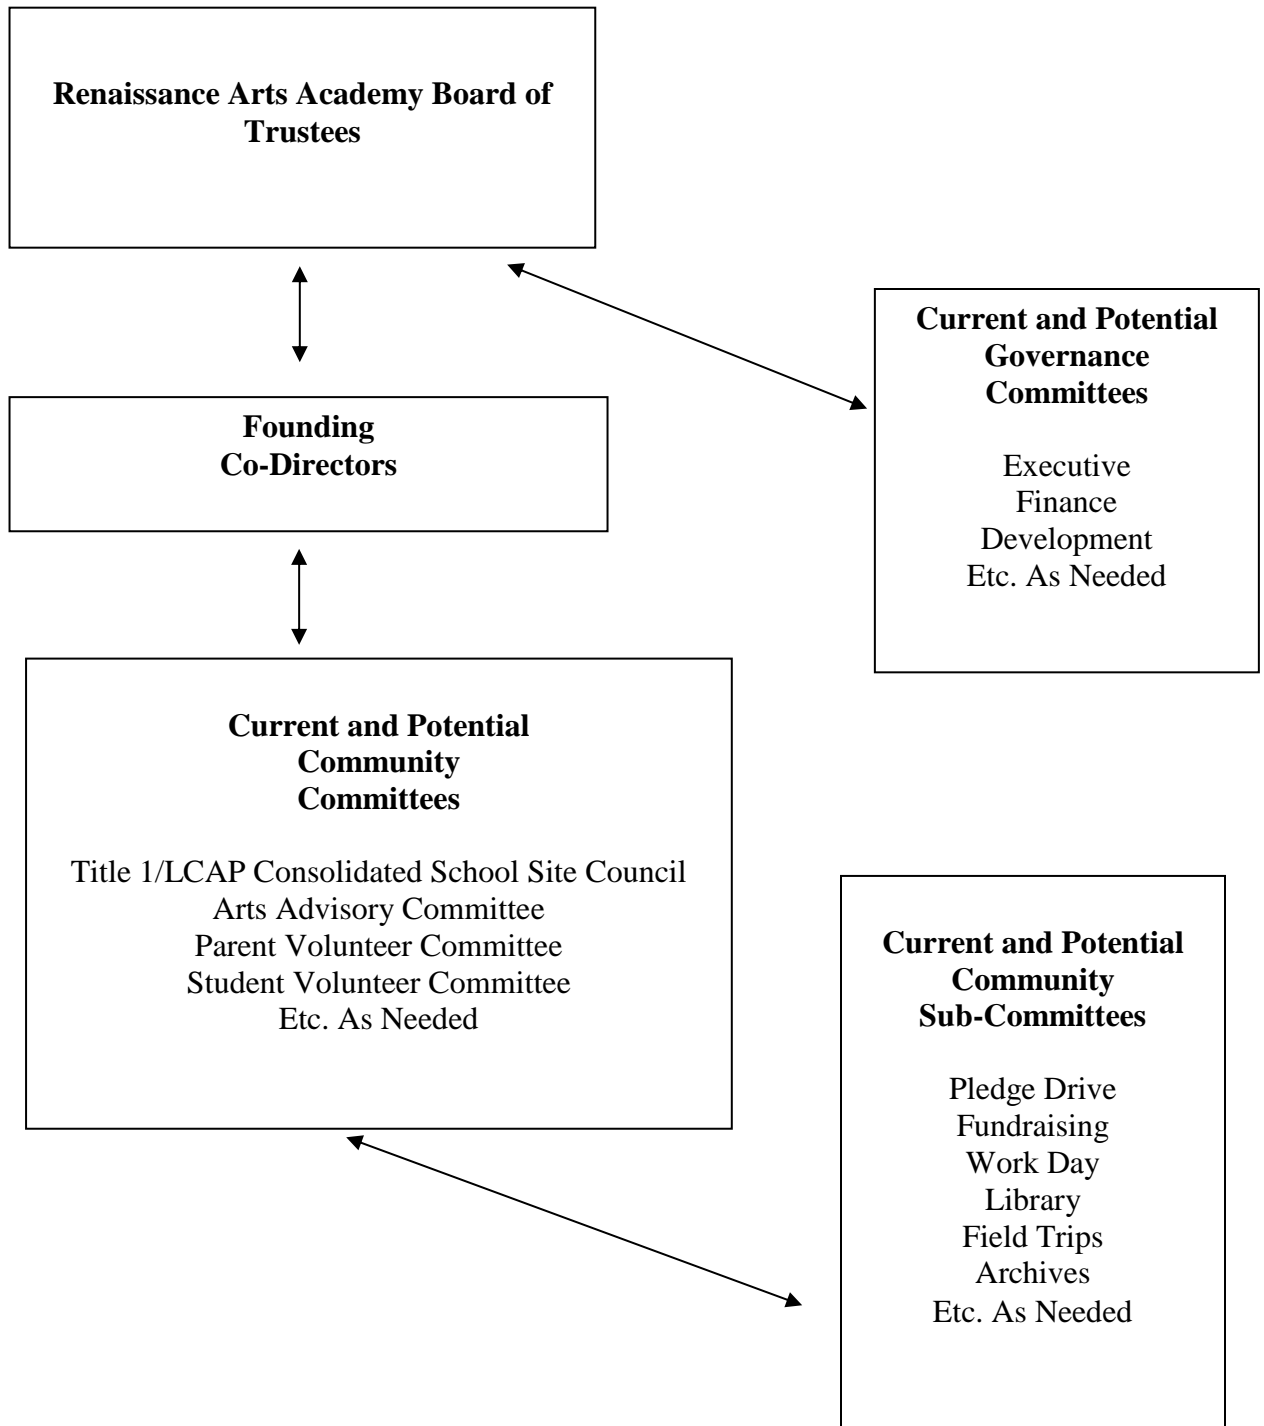 Renaissance Arts Academy Board of
Trustees
Current and Potential
Governance
Committees
Executive
Finance
Development
Etc. As Needed
Founding
Co-Directors
Current and Potential
Community
Committees
Title 1/LCAP Consolidated School Site Council
Arts Advisory Committee
Parent Volunteer Committee
Student Volunteer Committee
Etc. As Needed
Current and Potential
Community
Sub-Committees
Pledge Drive
Fundraising
Work Day
Library
Field Trips
Archives
Etc. As Needed